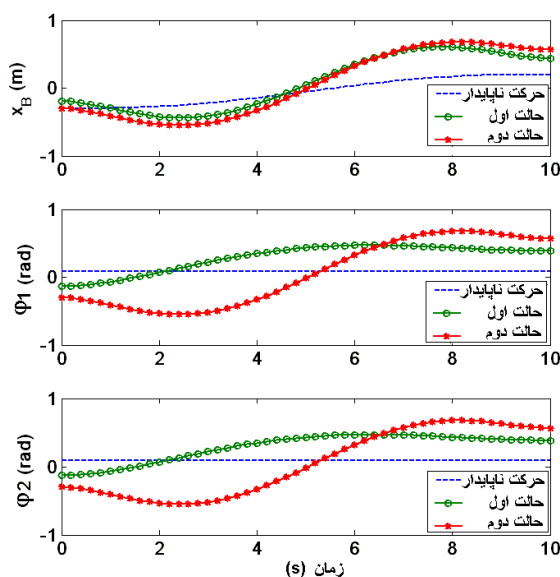 1
0
-1
x_B (m)
حرکت ناپایدار
حالت اول
حالت دوم
0 2 4 6 8 10
1
0
-1
φ1 (rad)
حرکت ناپایدار
حالت اول
حالت دوم
0 2 4 6 8 10
1
0
-1
φ2 (rad)
حرکت ناپایدار
حالت اول
حالت دوم
0 2 4 6 8 10
زمان (s)